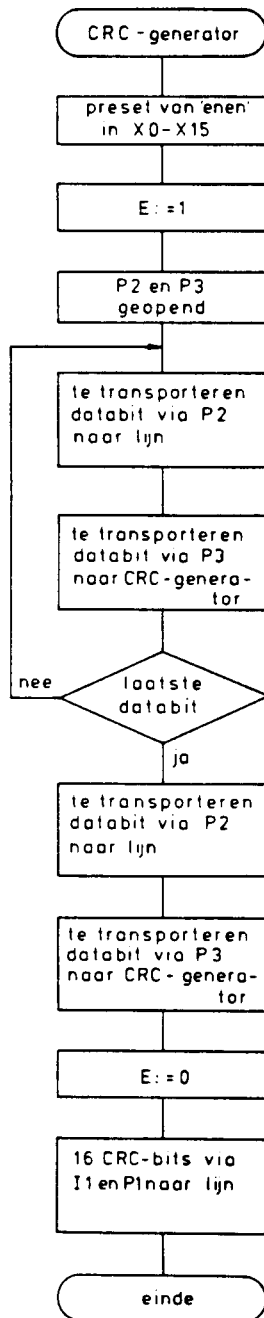 CRC-generator
preset van 'enen'
in X0-X15
E:=1
P2 en P3
geopend
te transporteren
databit via P2
naar lijn
te transporteren
databit via P3
naar CRC-genera-
tor
nee
laatste
databit
ja
te transporteren
databit via P2
naar lijn
te transporteren
databit via P3
naar CRC-genera-
tor
E:=0
16 CRC-bits via
I1 en P1 naar lijn
einde